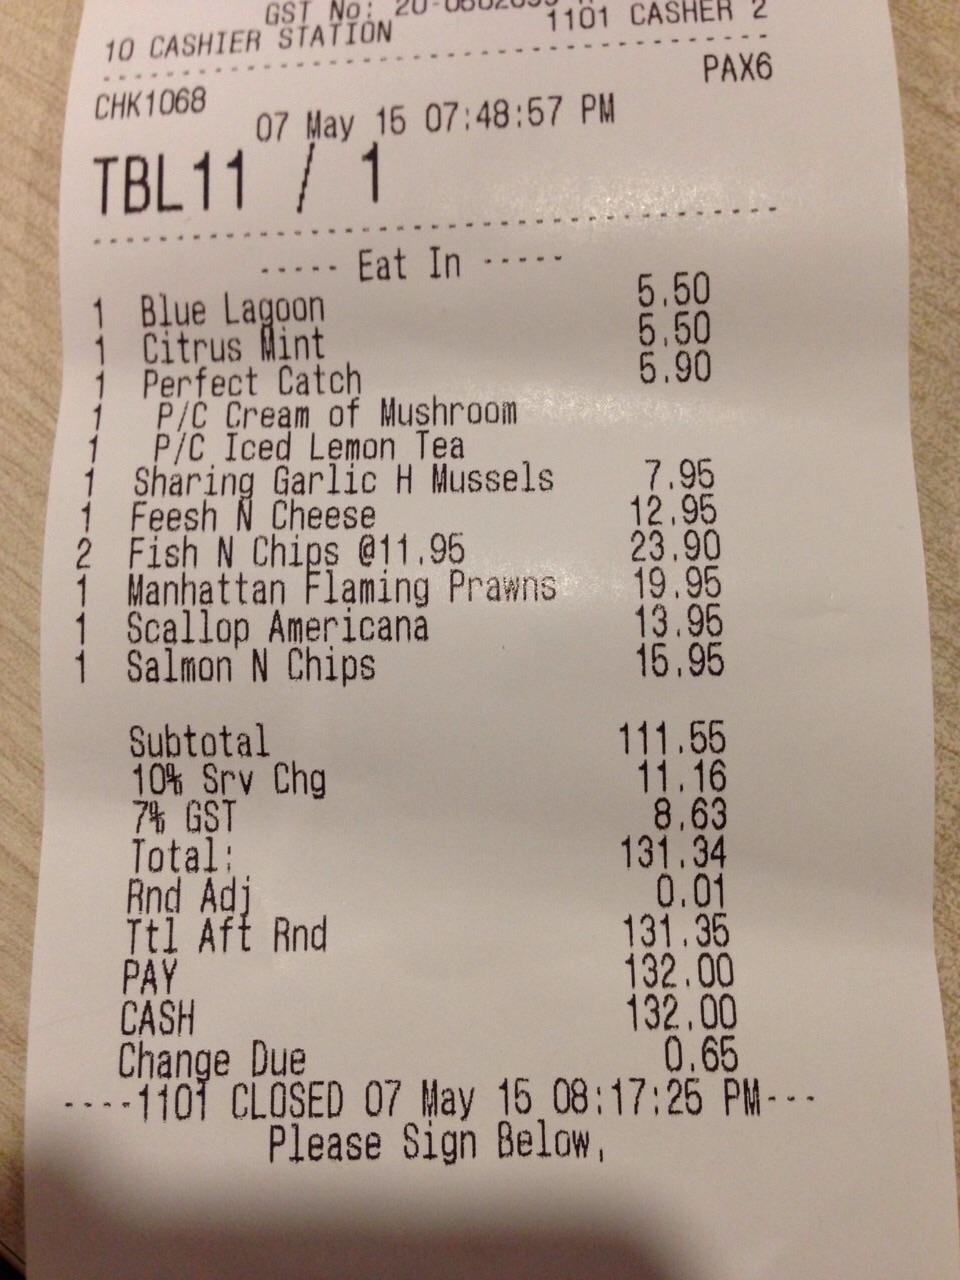 GST No: 20-
10 CASHIER STATION 1101 CASHER 2
CHK1068 PAX6
07 May 15 07:48:57 PM
TBL11 / 1
----- Eat In -----
1 Blue Lagoon 5.50
1 Citrus Mint 5.50
1 Perfect Catch 5.90
1 P/C Cream of Mushroom
1 P/C Iced Lemon Tea
1 Sharing Garlic H Mussels 7.95
1 Feesh N Cheese 12.95
2 Fish N Chips @11.95 23.90
1 Manhattan Flaming Prawns 19.95
1 Scallop Americana 13.95
1 Salmon N Chips 15.95
Subtotal 111.55
10% Srv Chg 11.16
7% GST 8.63
Total: 131.34
Rnd Adj 0.01
Ttl Aft Rnd 131.35
PAY 132.00
CASH 132.00
Change Due 0.65
----1101 CLOSED 07 May 15 08:17:25 PM---
Please Sign Below,